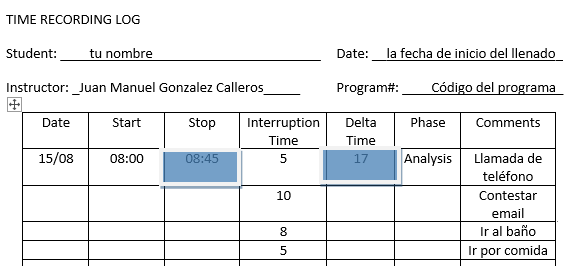 TIME RECORDING LOG
Student: ____tu nombre________________________ Date: __la fecha de inicio del llenado_
Instructor: _Juan Manuel Gonzalez Calleros_____ Program#: ____Código del programa
Date Start Stop Interruption Time Delta Time Phase Comments
15/08 08:00 08:45 5 17 Analysis Llamada de teléfono
10 Contestar email
8 Ir al baño
5 Ir por comida